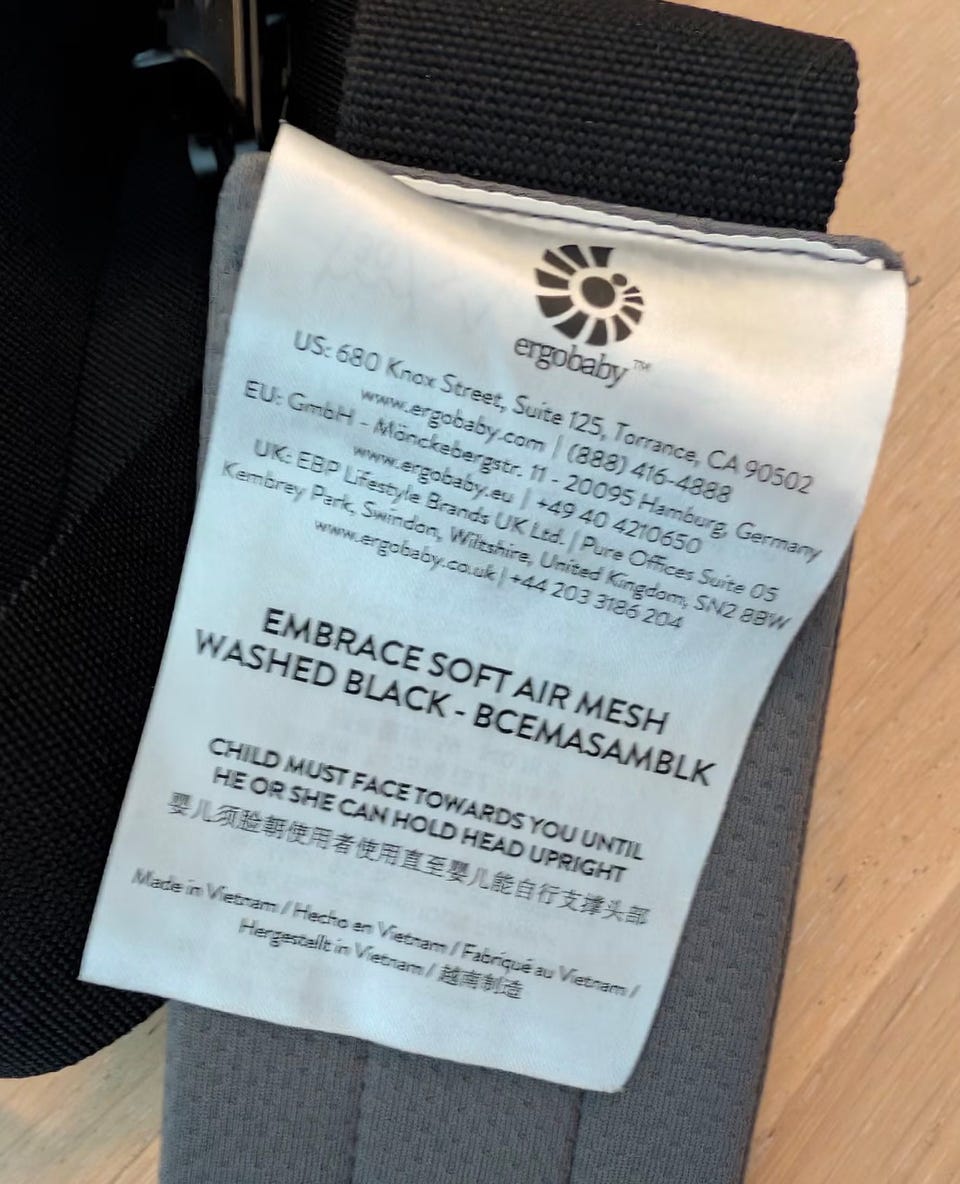 ergobaby™
US: 680 Knox Street, Suite 125, Torrance, CA 90502
www.ergobaby.com | (888) 416-4888
EU: GmbH - Mönckebergstr. 11 - 20095 Hamburg, Germany
www.ergobaby.eu | +49 40 4210650
UK: EBP Lifestyle Brands UK Ltd. | Pure Offices Suite 05
Kembrey Park, Swindon, Wiltshire, United Kingdom, SN2 8BW
www.ergobaby.co.uk | +44 203 3186 204
EMBRACE SOFT AIR MESH
WASHED BLACK - BCEMASAMBLK
CHILD MUST FACE TOWARDS YOU UNTIL
HE OR SHE CAN HOLD HEAD UPRIGHT
婴儿须脸朝使用者使用直至婴儿能自行支撑头部
Made in Vietnam / Hecho en Vietnam / Fabriqué au Vietnam /
Hergestellt in Vietnam / 越南制造